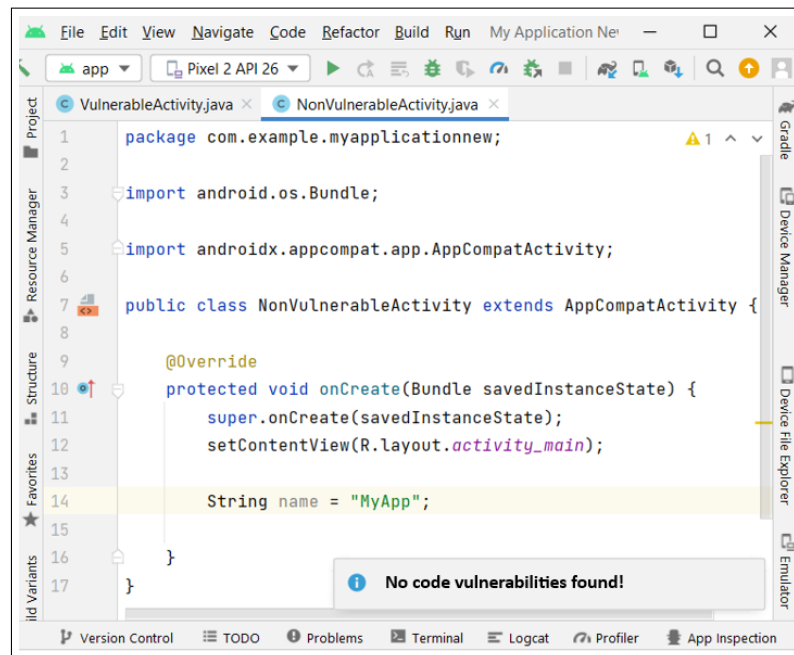 File Edit View Navigate Code Refactor Build Run My Application Ne
app Pixel 2 API 26
VulnerableActivity.java NonVulnerableActivity.java
Project
Resource Manager
Structure
Favorites
Variants
1 package com.example.myapplicationnew; 1
2
3 import android.os.Bundle;
4
5 import androidx.appcompat.app.AppCompatActivity;
6
7 public class NonVulnerableActivity extends AppCompatActivity {
8
9 @Override
10 protected void onCreate(Bundle savedInstanceState) {
11 super.onCreate(savedInstanceState);
12 setContentView(R.layout.activity_main);
13
14 String name = "MyApp";
15
16 }
17 }
No code vulnerabilities found!
Gradle
Device Manager
Device File Explorer
Emulator
Version Control TODO Problems Terminal Logcat Profiler App Inspection